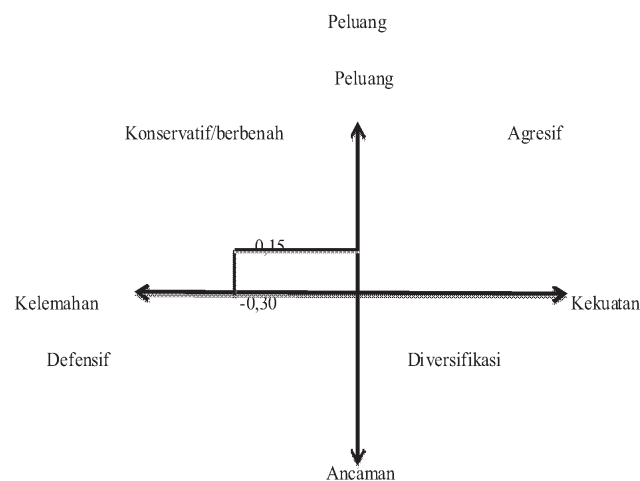 Peluang
Peluang
Konservatif/berbenah
Agresif
0,15
Kelemahan
-0,30
Kekuatan
Defensif
Diversifikasi
Ancaman